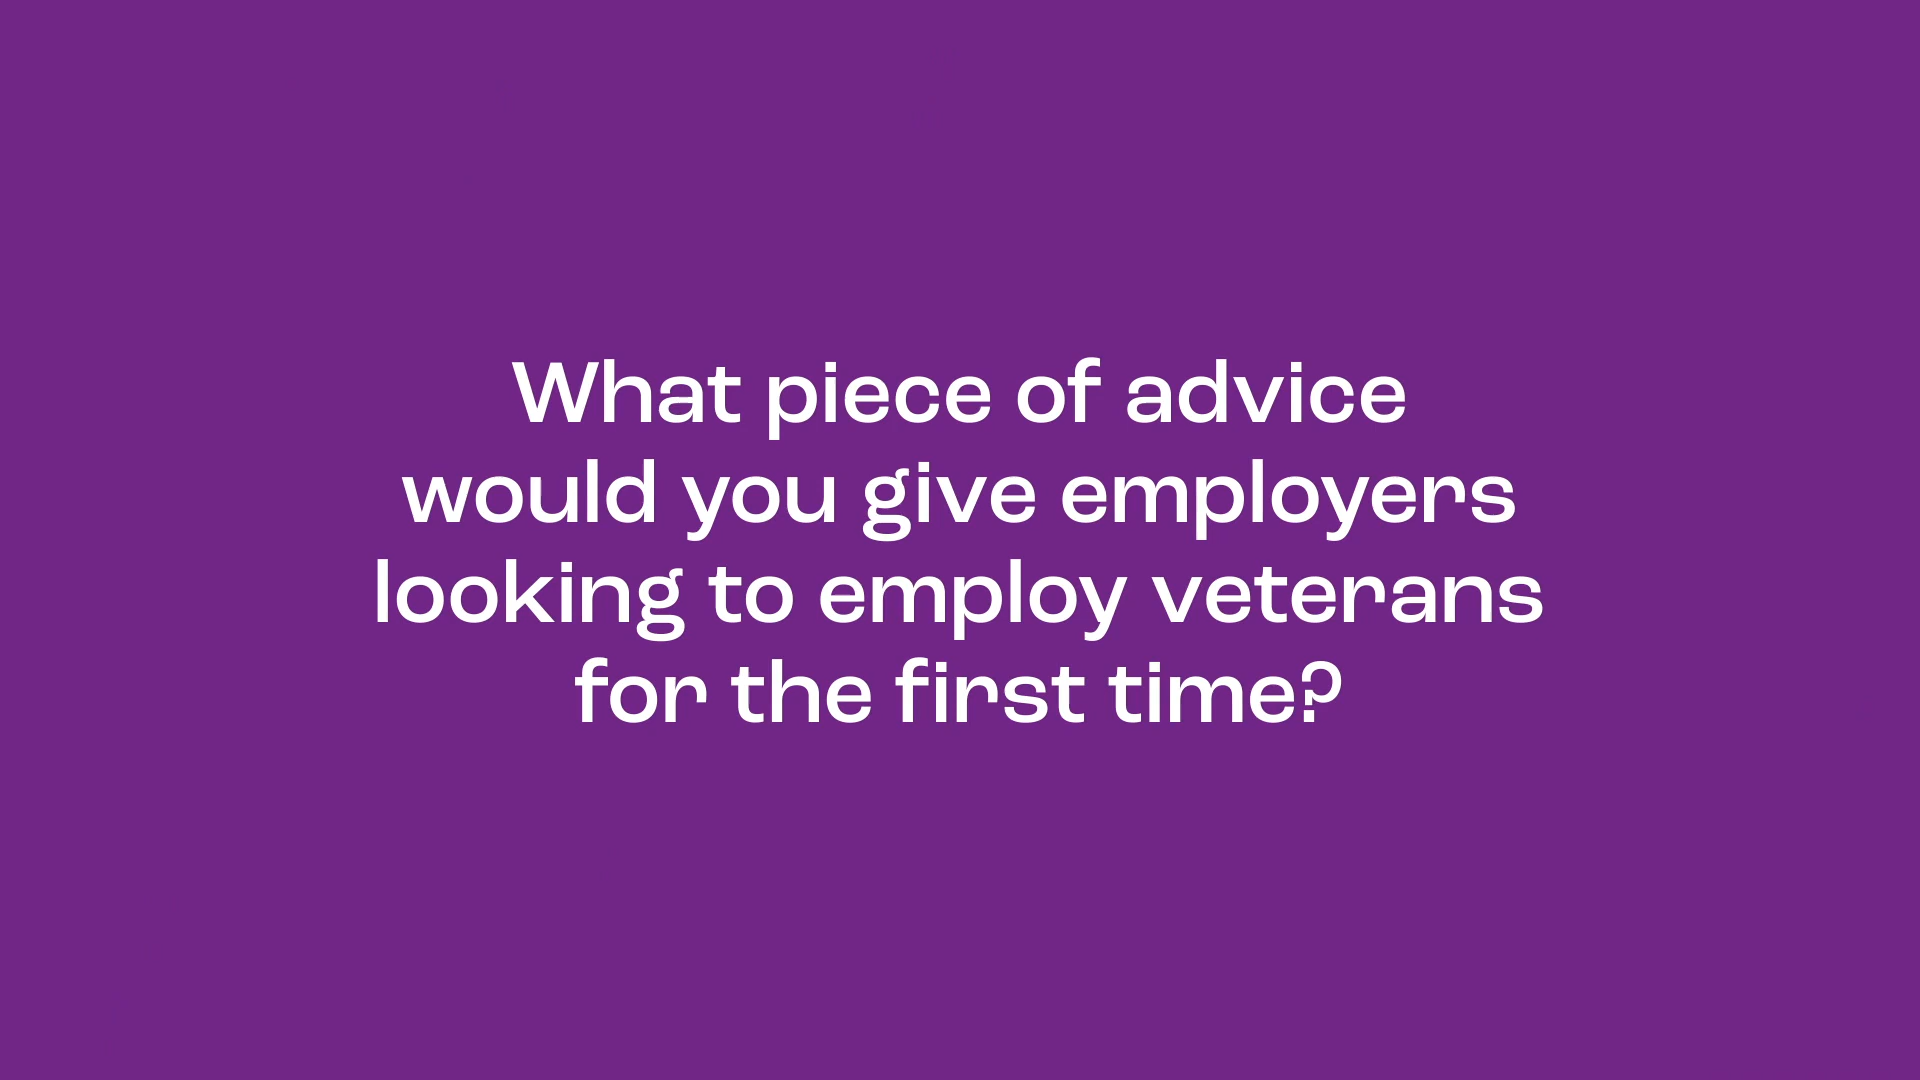 What piece of advice
would you give employers
looking to employ veterans
for the first time?